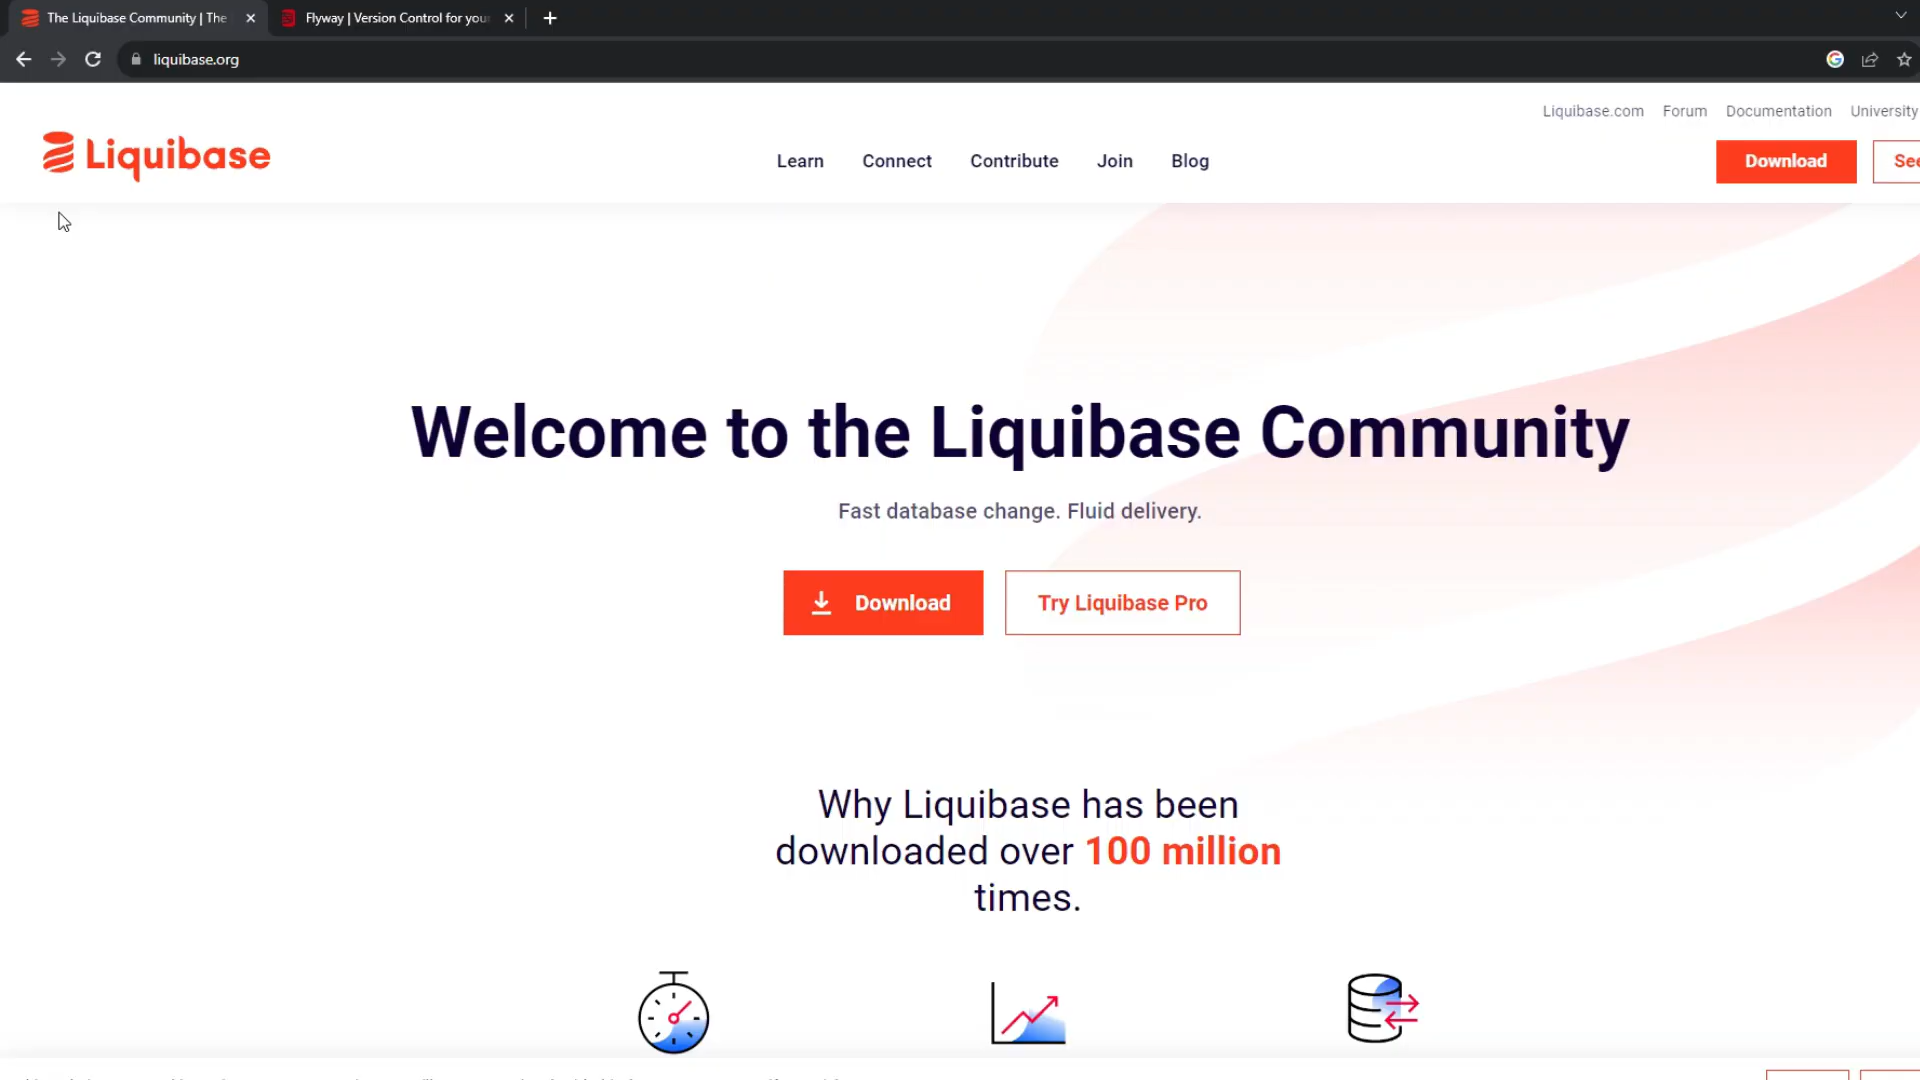 The Liquibase Community | The
Flyway | Version Control for your
liquibase.org
Liquibase.com Forum Documentation University
Liquibase
Learn Connect Contribute Join Blog
Download
See
Welcome to the Liquibase Community
Fast database change. Fluid delivery.
Download
Try Liquibase Pro
Why Liquibase has been
downloaded over 100 million
times.